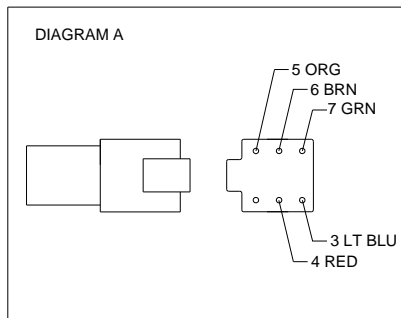 DIAGRAM A
5 ORG
6 BRN
7 GRN
3 LT BLU
4 RED